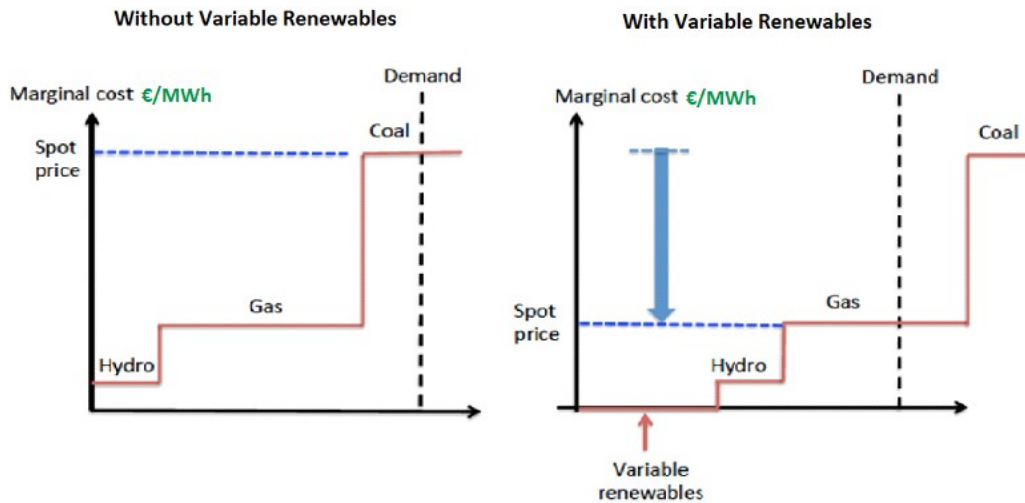 Without Variable Renewables
Demand
Marginal cost €/MWh
Coal
Spot
price
Gas
Hydro
With Variable Renewables
Demand
Marginal cost €/MWh
Coal
Spot
price
Gas
Hydro
Variable
renewables